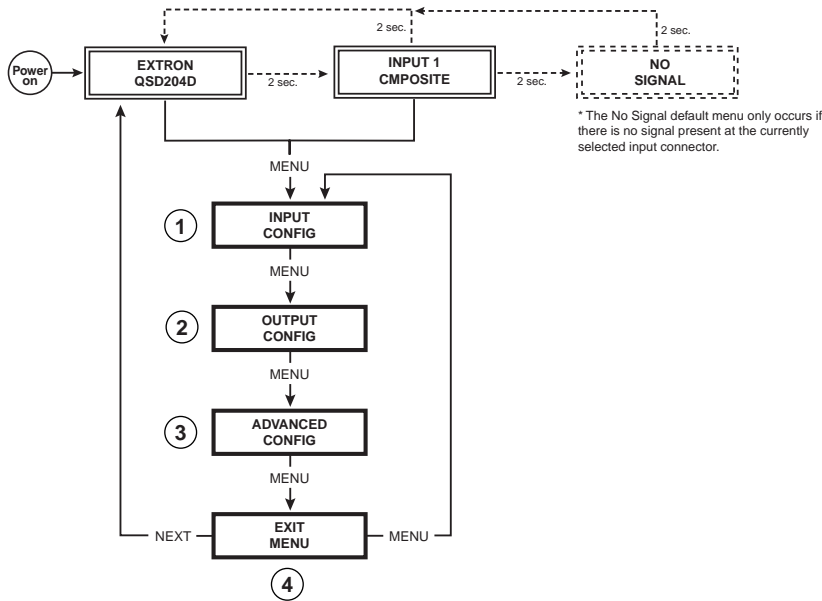 2 sec.
2 sec.
2 sec.
Power
on
EXTRON
QSD204D
2 sec.
INPUT 1
CMPOSITE
2 sec.
NO
SIGNAL
* The No Signal default menu only occurs if
there is no signal present at the currently
selected input connector.
MENU
1
INPUT
CONFIG
MENU
2
OUTPUT
CONFIG
MENU
3
ADVANCED
CONFIG
MENU
NEXT
EXIT
MENU
MENU
4